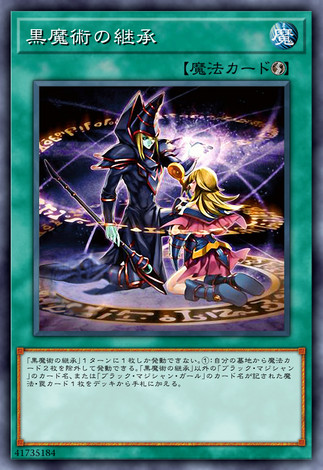 黒魔術の継承
魔
【魔法カード】
「黒魔術の継承」１ターンに１枚しか発動できない。①：自分の墓地から魔法カ
ード２枚を除外して発動できる。「黒魔術の継承」以外の「ブラック・マジシャン」
のカード名、または「ブラック・マジシャン・ガール」のカード名が記された魔
法・罠カード１枚をデッキから手札に加える。
41735184